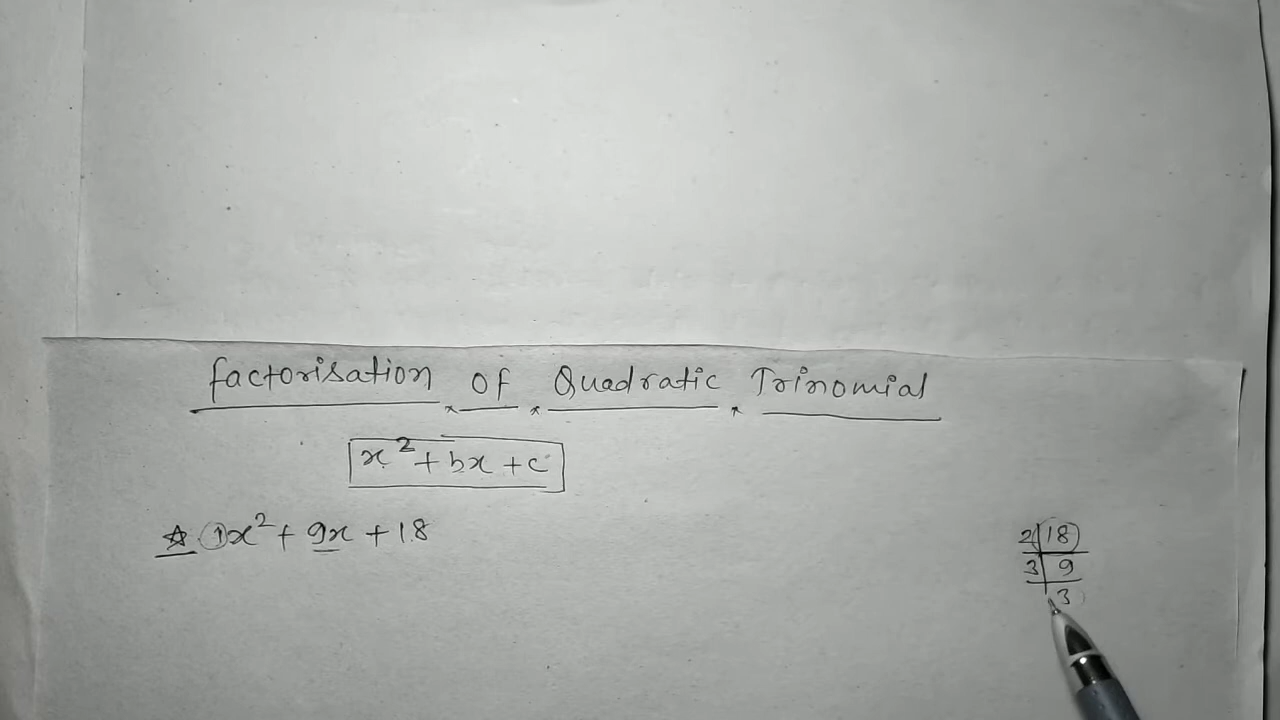 factorisation of Quadratic Trinomial
x² + bx + c
☆ 1x² + 9x + 18
2 | 18
3 | 9
| 3